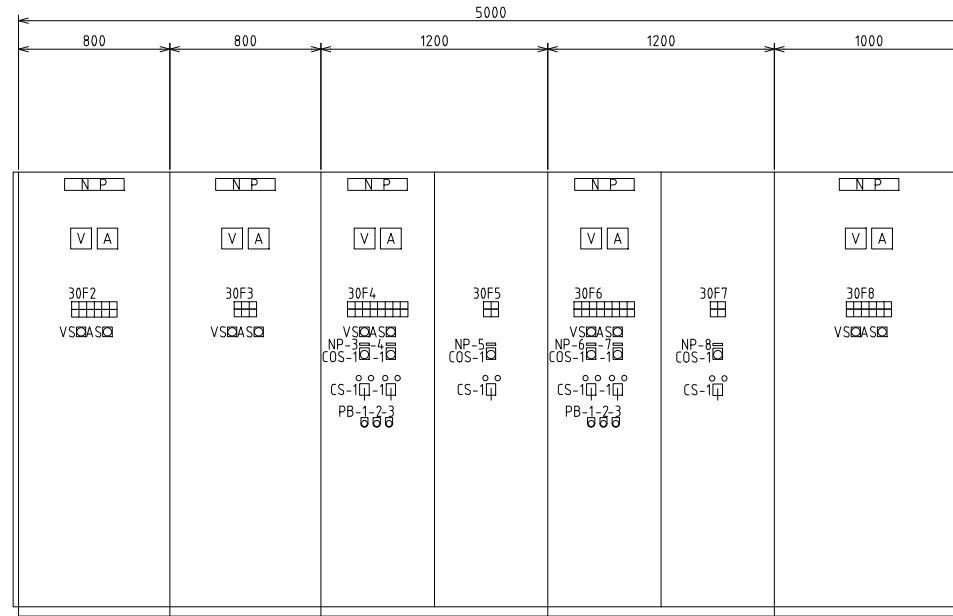 5000
800 800 1200 1200 1000
N P N P N P N P N P
V A V A V A V A V A
30F2 30F3 30F4 30F5 30F6 30F7 30F8
VS AS VS AS VS AS VS AS VS AS
NP-3 -4 NP-5 NP-6 -7 NP-8
COS-1 -1 COS-1 COS-1 -1 COS-1
CS-1 -1 CS-1 CS-1 -1 CS-1
PB-1-2-3 PB-1-2-3